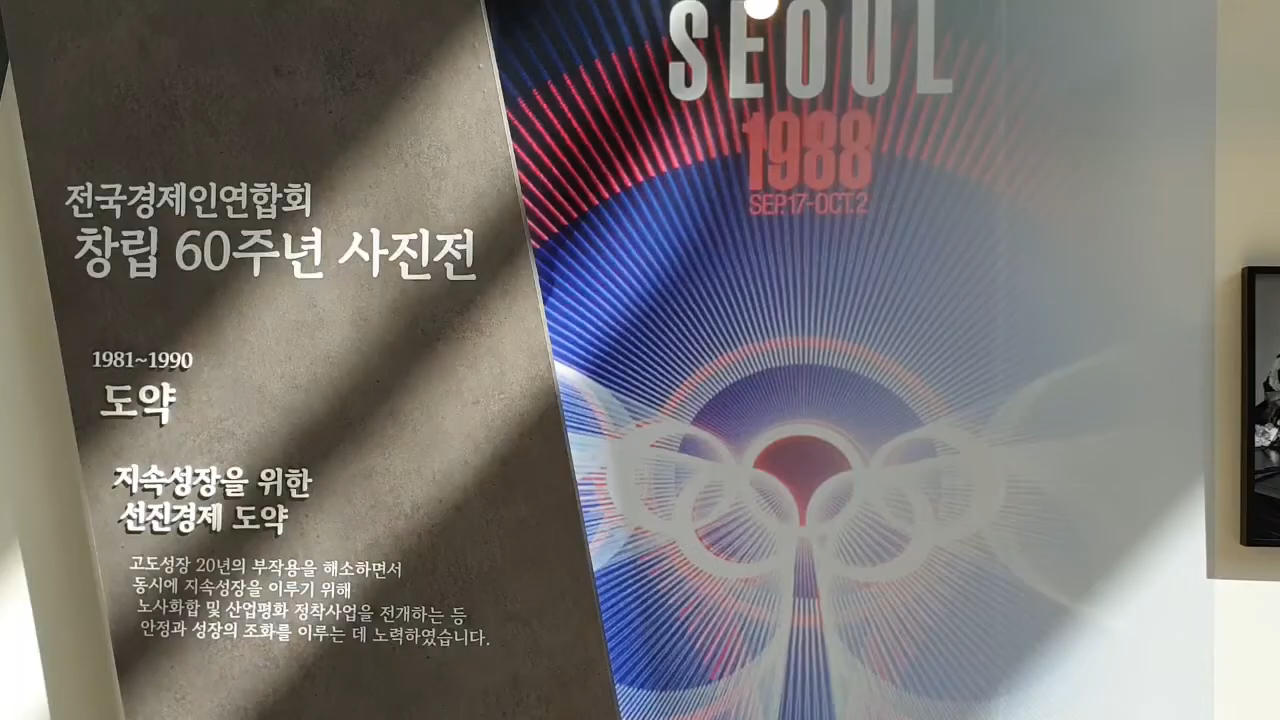 전국경제인연합회
창립 60주년 사진전
1981~1990
도약
지속성장을 위한
선진경제 도약
고도성장 20년의 부작용을 해소하면서
동시에 지속성장을 이루기 위해
노사화합 및 산업평화 정착사업을 전개하는 등
안정과 성장의 조화를 이루는 데 노력하였습니다.
SEOUL
1988
SEP.17-OCT.2